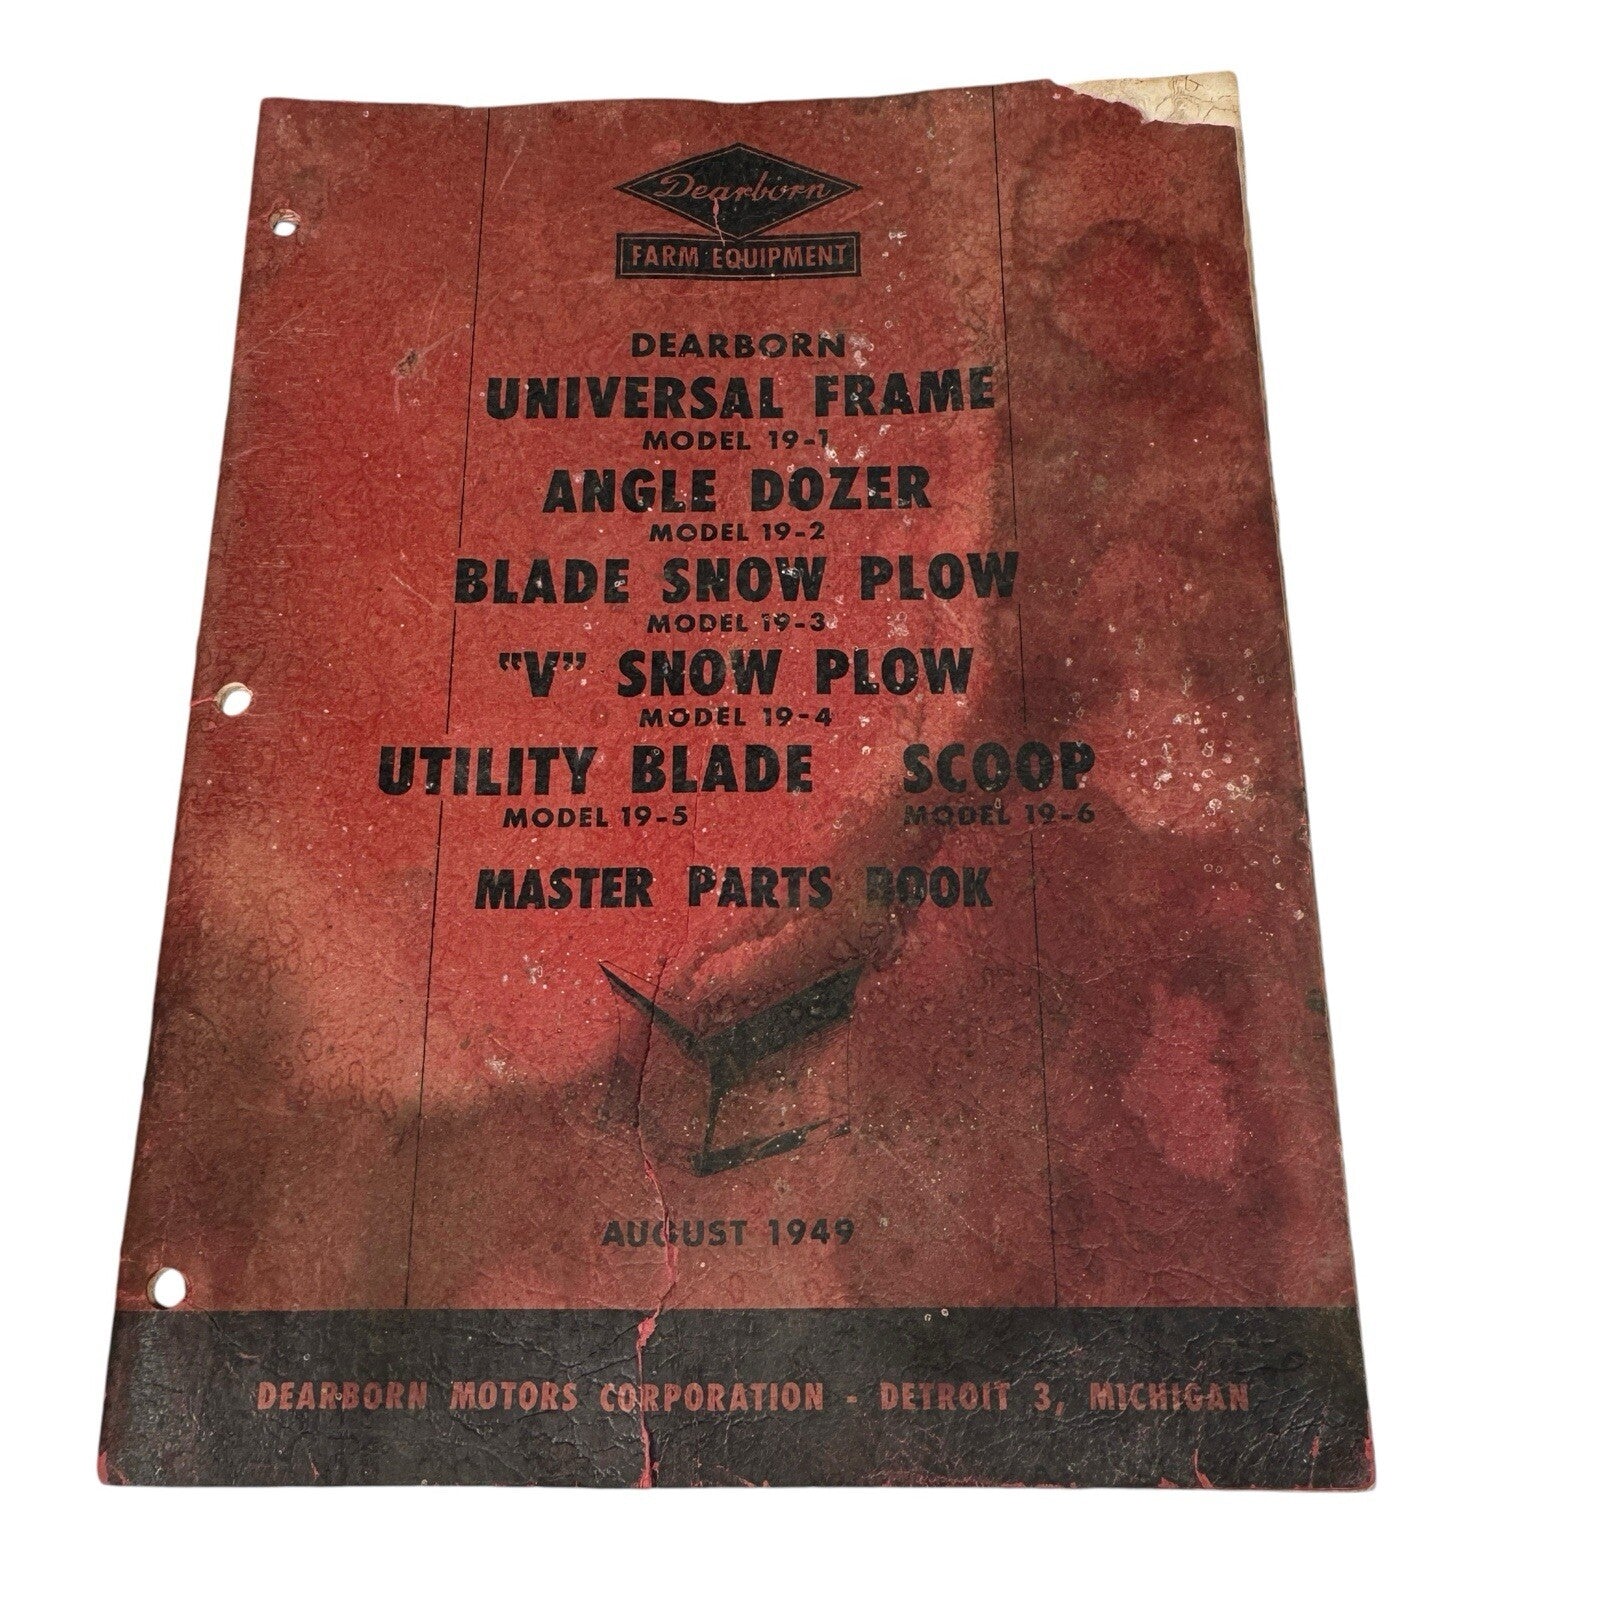 Dearborn
FARM EQUIPMENT
DEARBORN
UNIVERSAL FRAME
MODEL 19-1
ANGLE DOZER
MODEL 19-2
BLADE SNOW PLOW
MODEL 19-3
"V" SNOW PLOW
MODEL 19-4
UTILITY BLADE SCOOP
MODEL 19-5 MODEL 19-6
MASTER PARTS BOOK
AUGUST 1949
DEARBORN MOTORS CORPORATION - DETROIT 3, MICHIGAN